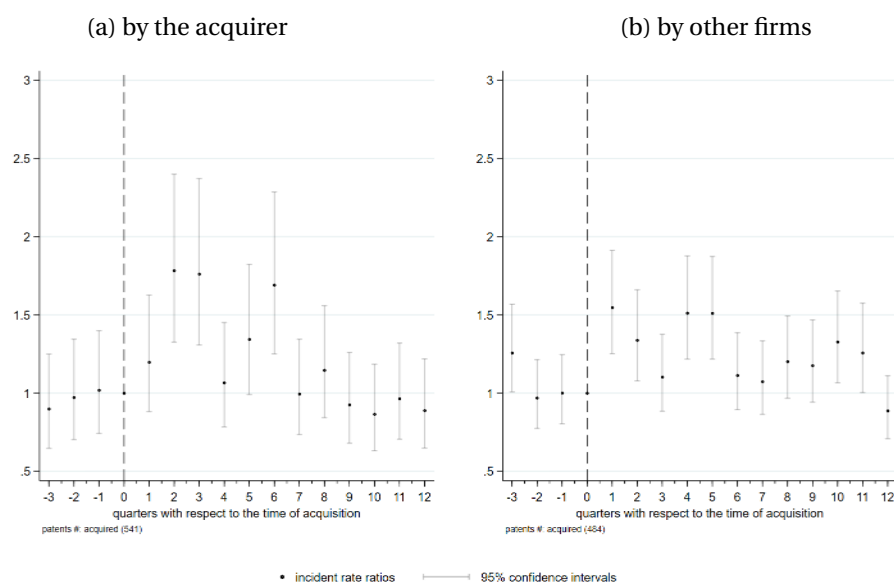 (a) by the acquirer
(b) by other firms
3
2.5
2
1.5
1
.5
-3 -2 -1 0 1 2 3 4 5 6 7 8 9 10 11 12
quarters with respect to the time of acquisition
patents #: acquired (541)
3
2.5
2
1.5
1
.5
-3 -2 -1 0 1 2 3 4 5 6 7 8 9 10 11 12
quarters with respect to the time of acquisition
patents #: acquired (484)
incident rate ratios 95% confidence intervals